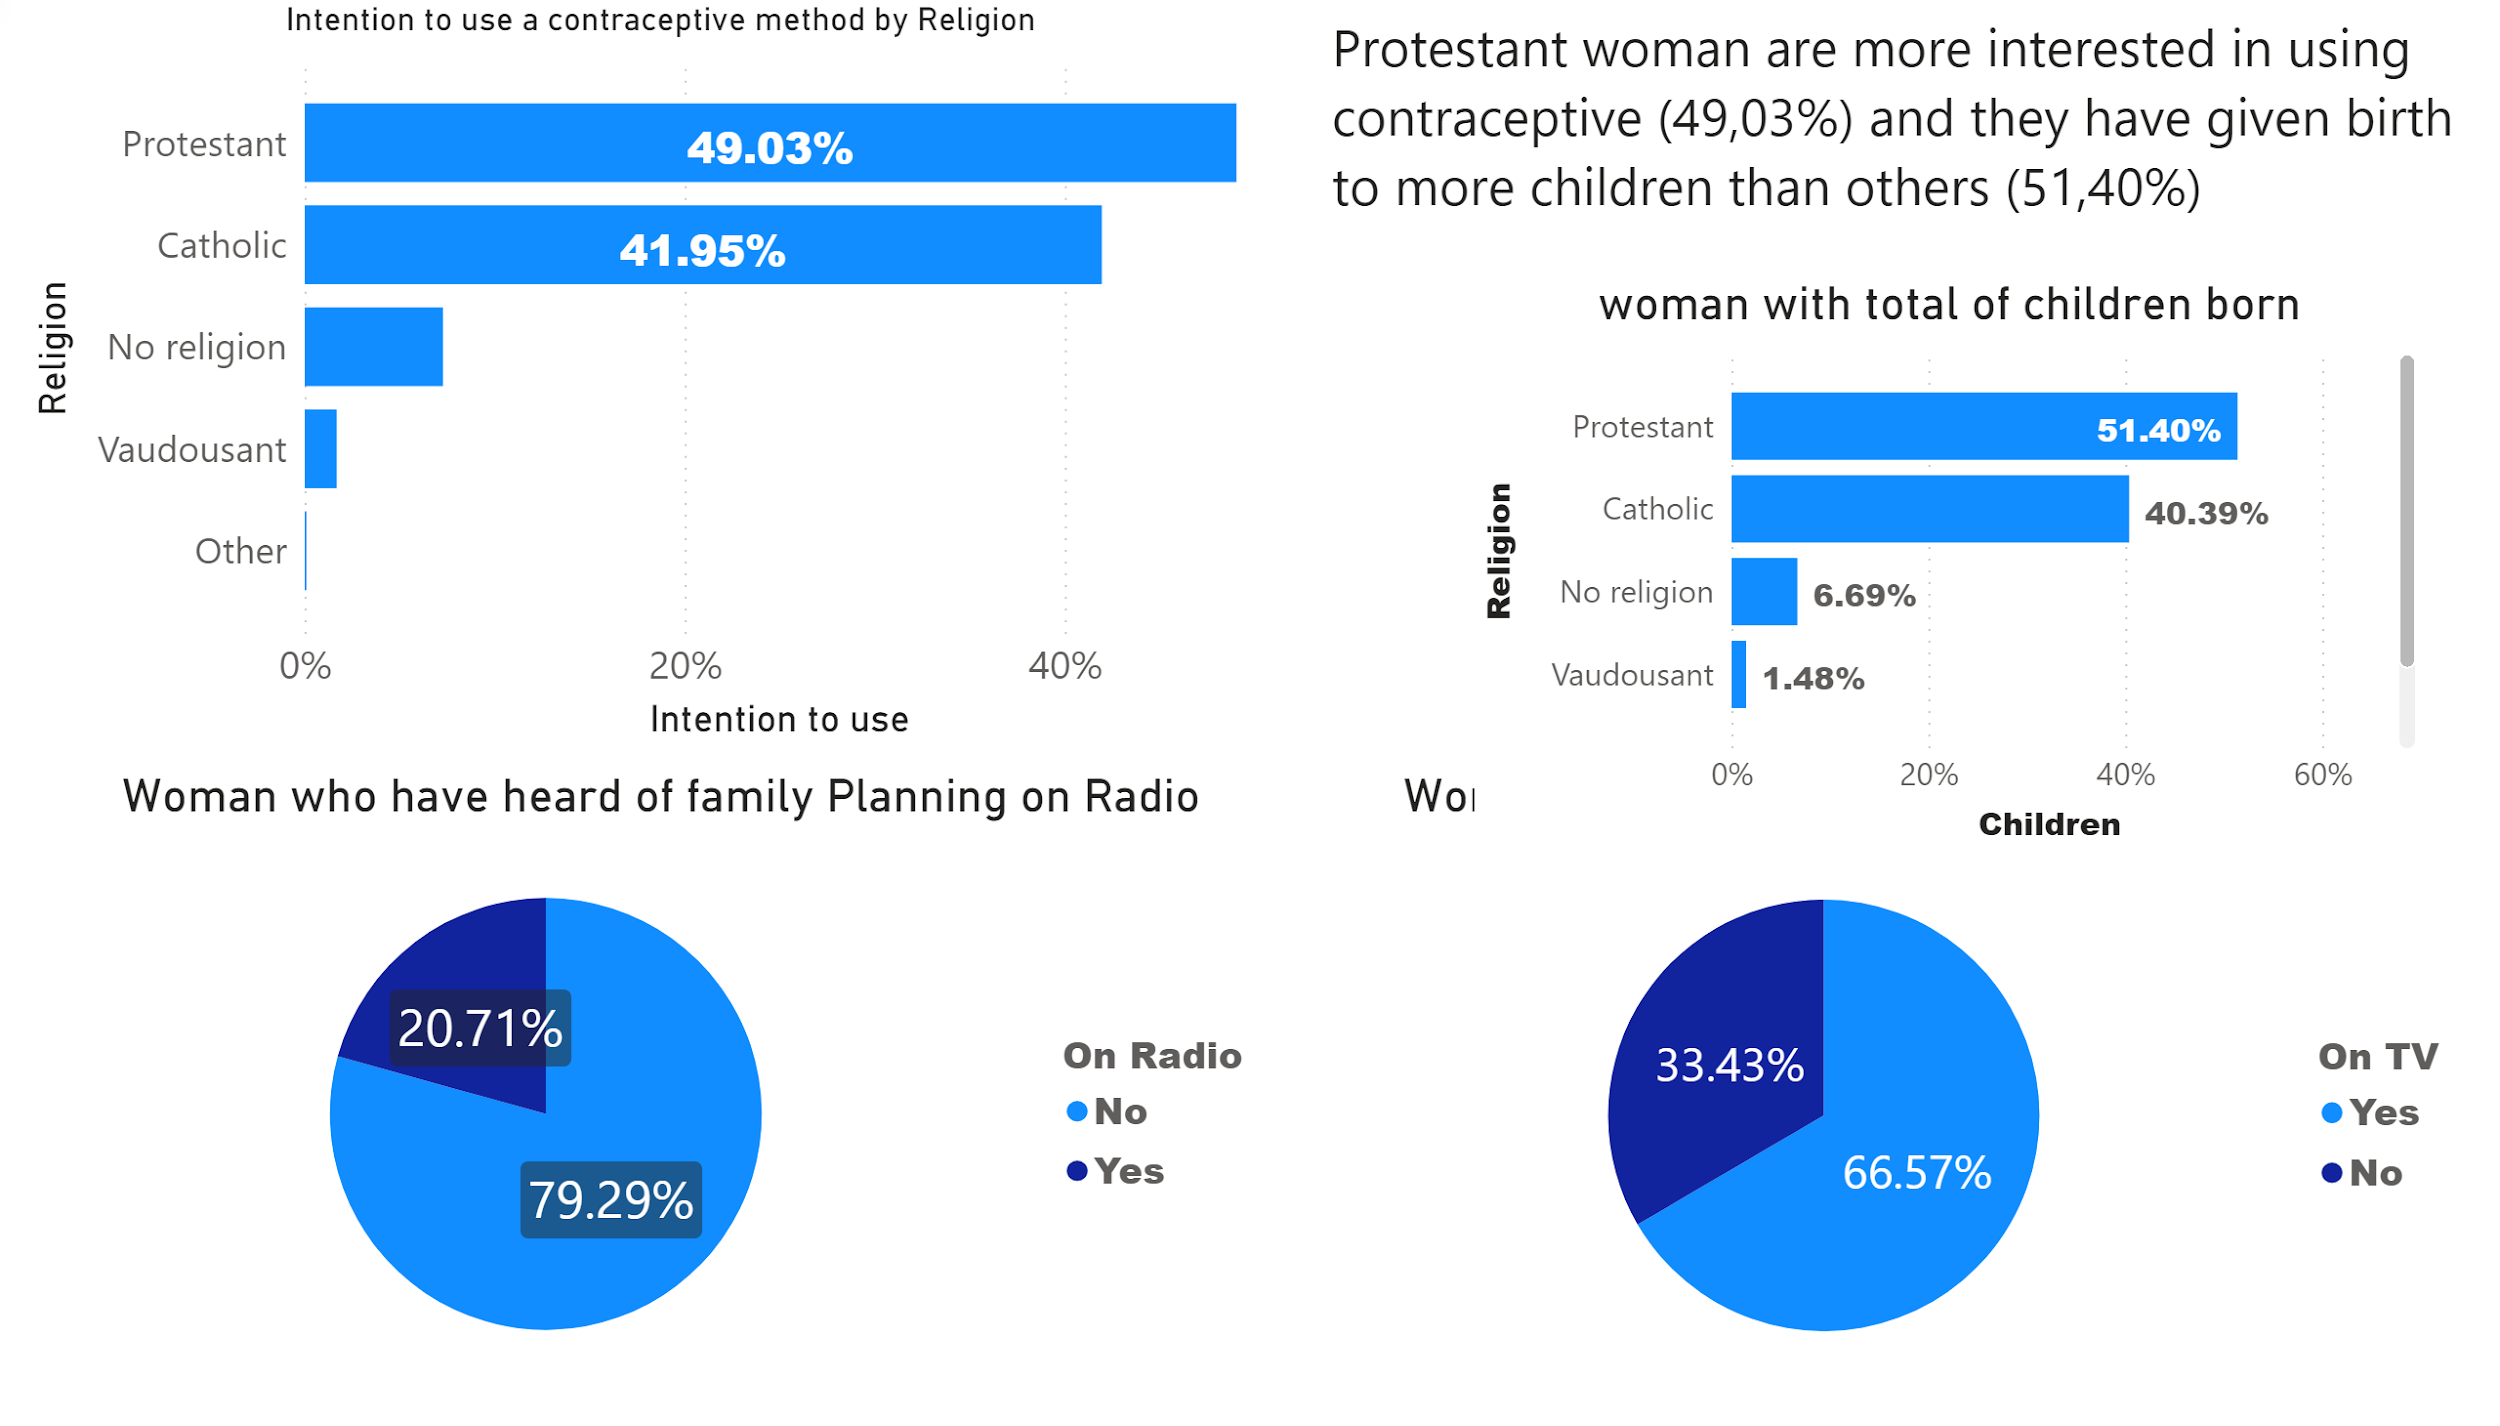 Intention to use a contraceptive method by Religion
Religion
Protestant
49.03%
Catholic
41.95%
No religion
Vaudousant
Other
0%
20%
40%
Intention to use
Protestant woman are more interested in using
contraceptive (49,03%) and they have given birth
to more children than others (51,40%)
woman with total of children born
Religion
Protestant
51.40%
Catholic
40.39%
No religion
6.69%
Vaudousant
1.48%
0%
20%
40%
60%
Children
Woman who have heard of family Planning on Radio
20.71%
79.29%
On Radio
No
Yes
33.43%
66.57%
On TV
Yes
No